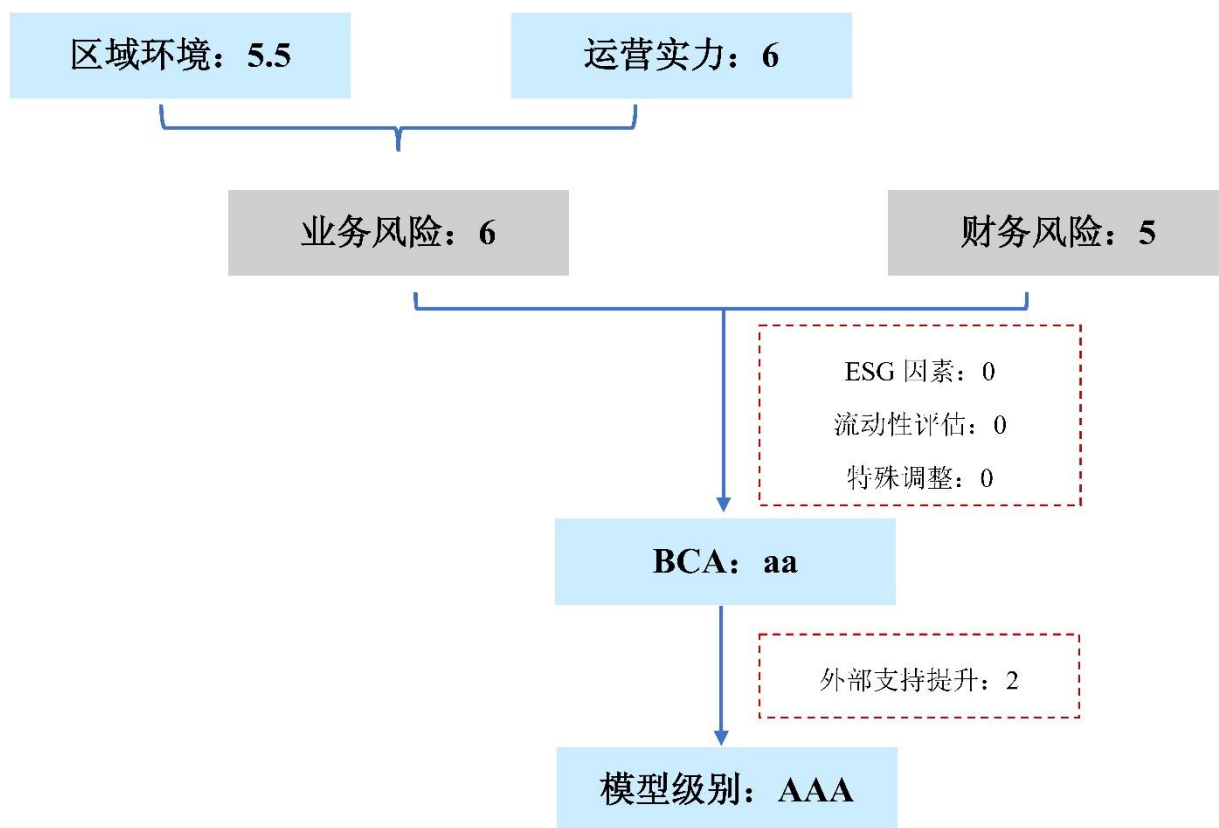 区域环境：5.5
运营实力：6
业务风险：6
财务风险：5
ESG 因素：0
流动性评估：0
特殊调整：0
BCA：aa
外部支持提升：2
模型级别：AAA